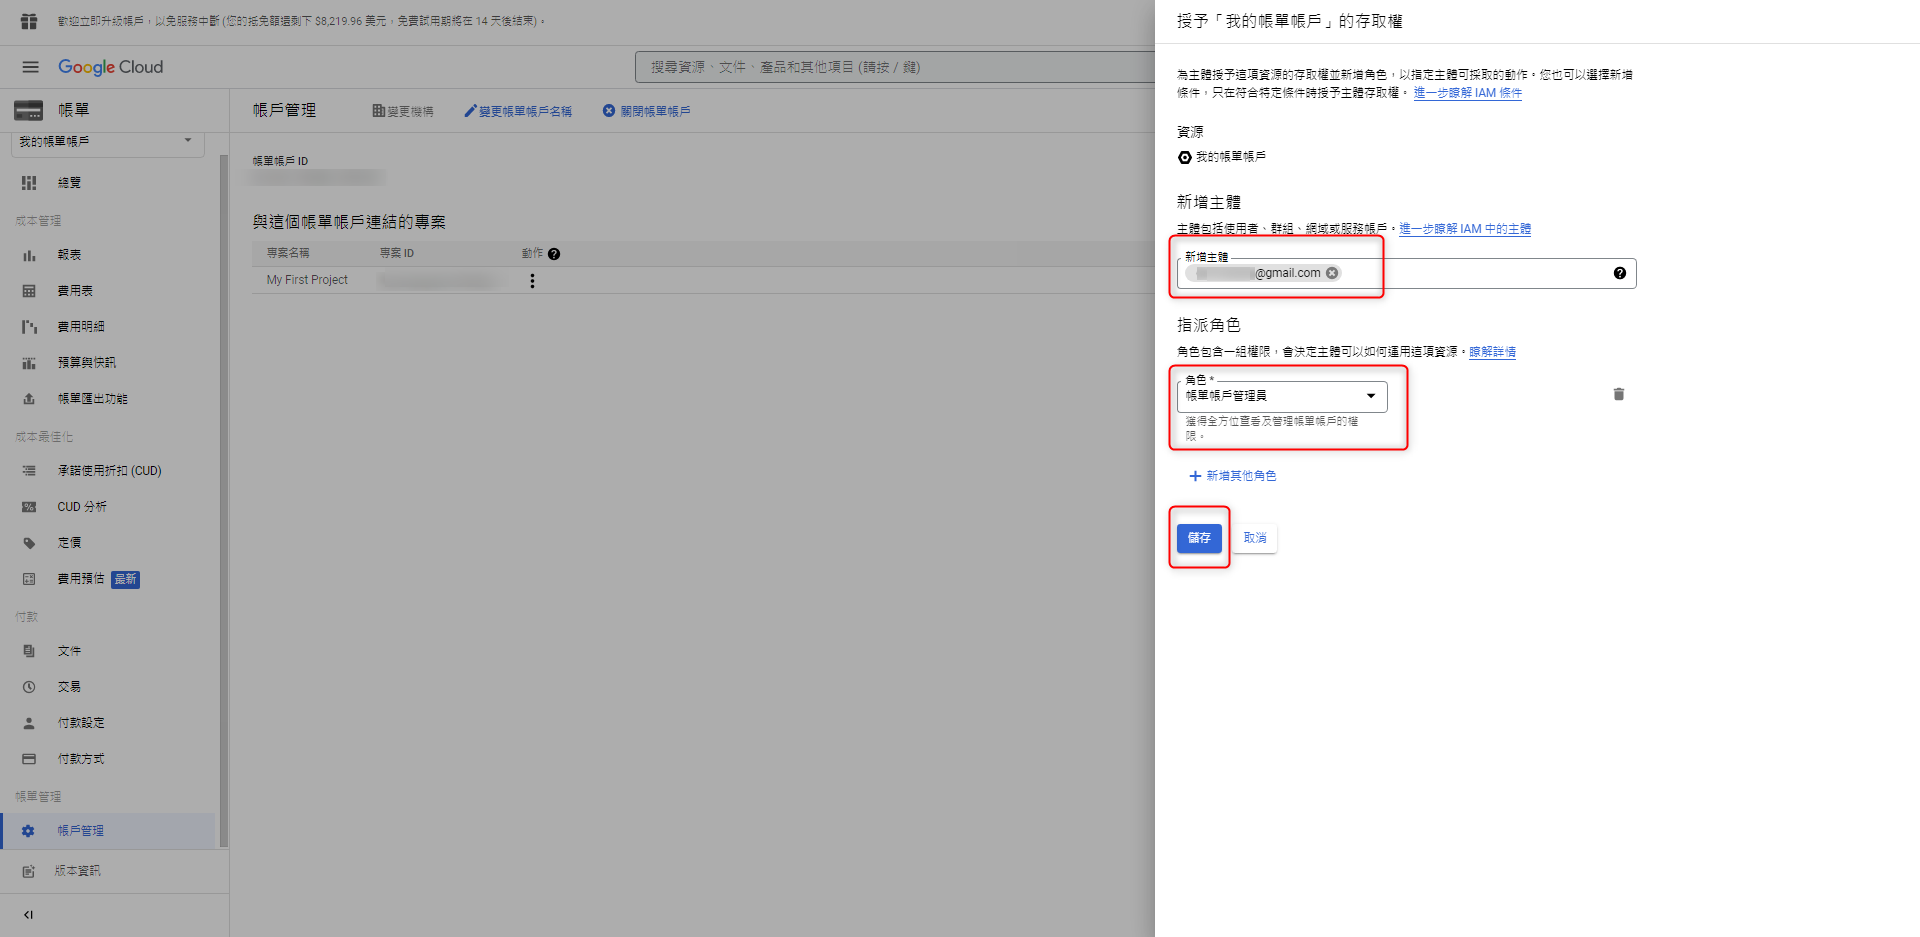 歡迎立即升級帳戶，以免服務中斷 (您的抵免額還剩下 $8,219.96 美元，免費試用期將在 14 天後結束)。
Google Cloud
搜尋資源、文件、產品和其他項目 (請按 / 鍵)
帳單
我的帳單帳戶
總覽
成本管理
報表
費用表
費用明細
預算與快訊
帳單匯出功能
成本最佳化
承諾使用折扣 (CUD)
CUD 分析
定價
費用預估 最新
付款
文件
交易
付款設定
付款方式
帳單管理
帳戶管理
版本資訊
帳戶管理
變更機構
變更帳單帳戶名稱
關閉帳單帳戶
帳單帳戶 ID
與這個帳單帳戶連結的專案
專案名稱 專案 ID 動作
My First Project
授予「我的帳單帳戶」的存取權
為主體授予這項資源的存取權並新增角色，以指定主體可採取的動作。您也可以選擇新增
條件，只在符合特定條件時授予主體存取權。 進一步瞭解 IAM 條件
資源
我的帳單帳戶
新增主體
主體包括使用者、群組、網域或服務帳戶。進一步瞭解 IAM 中的主體
新增主體
@gmail.com
指派角色
角色包含一組權限，會決定主體可以如何運用這項資源。瞭解詳情
角色 *
帳單帳戶管理員
獲得全方位查看及管理帳單帳戶的權
限。
新增其他角色
儲存
取消